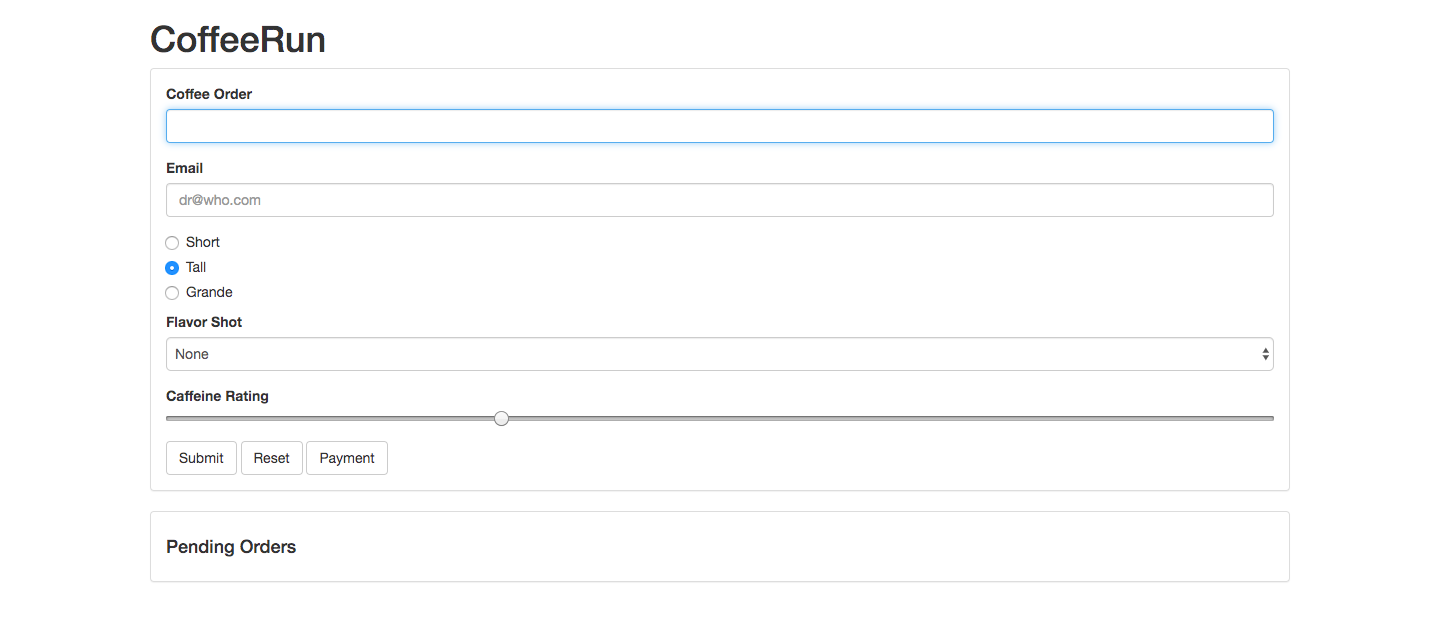 CoffeeRun
Coffee Order
Email
dr@who.com
Short
Tall
Grande
Flavor Shot
None
Caffeine Rating
Submit Reset Payment
Pending Orders